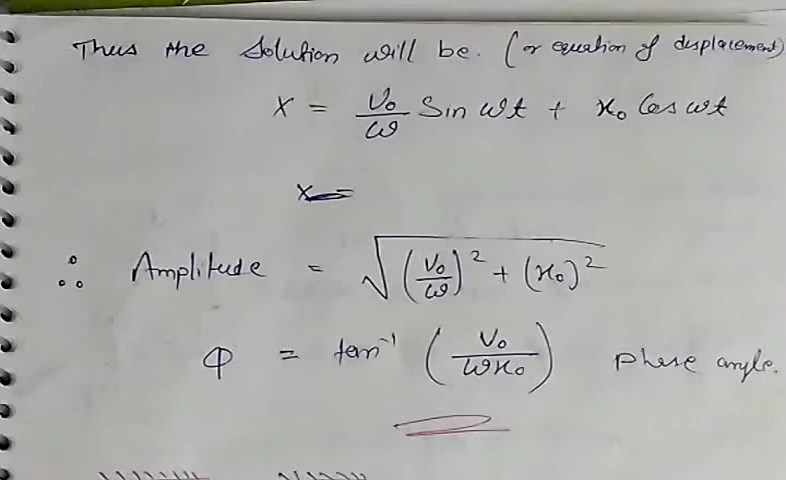 Thus the solution will be. (or equation of displacement)
x = v₀/ω Sin ωt + x₀ Cos ωt
x =
∴ Amplitude = √((v₀/ω)² + (x₀)²)
φ = tan⁻¹ (v₀/ωx₀) phase angle.